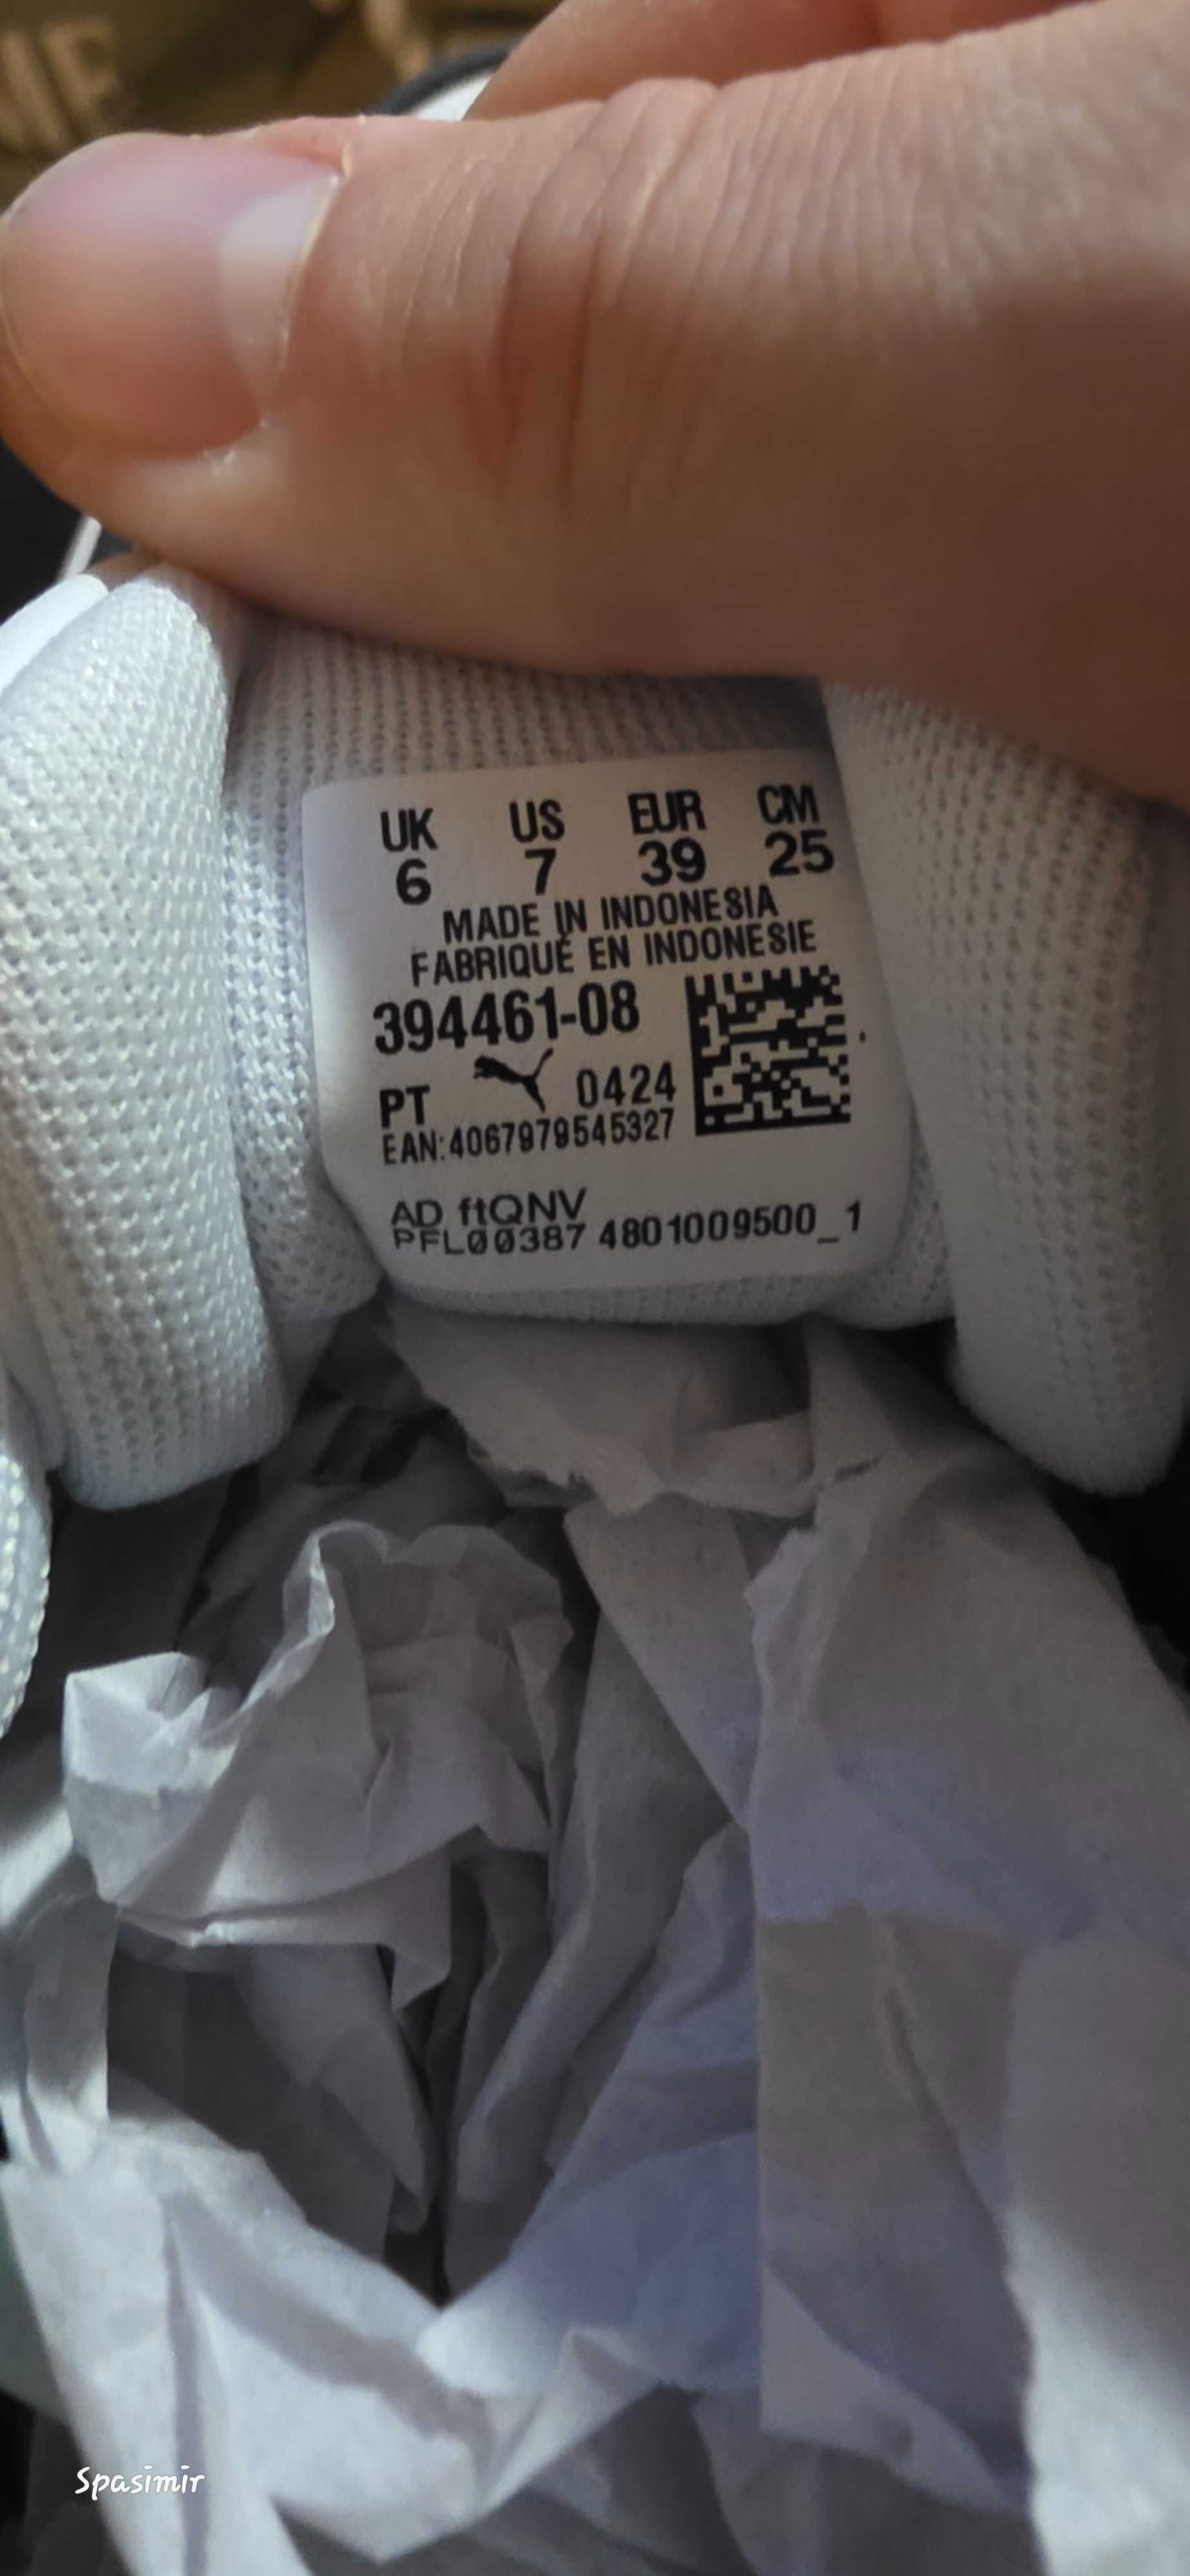 UK US EUR CM
6 7 39 25
MADE IN INDONESIA
FABRIQUÉ EN INDONESIE
394461-08
PT 0424
EAN:4067979545327
AD ftQNV
PFL00387 4801009500_1
Spasimir